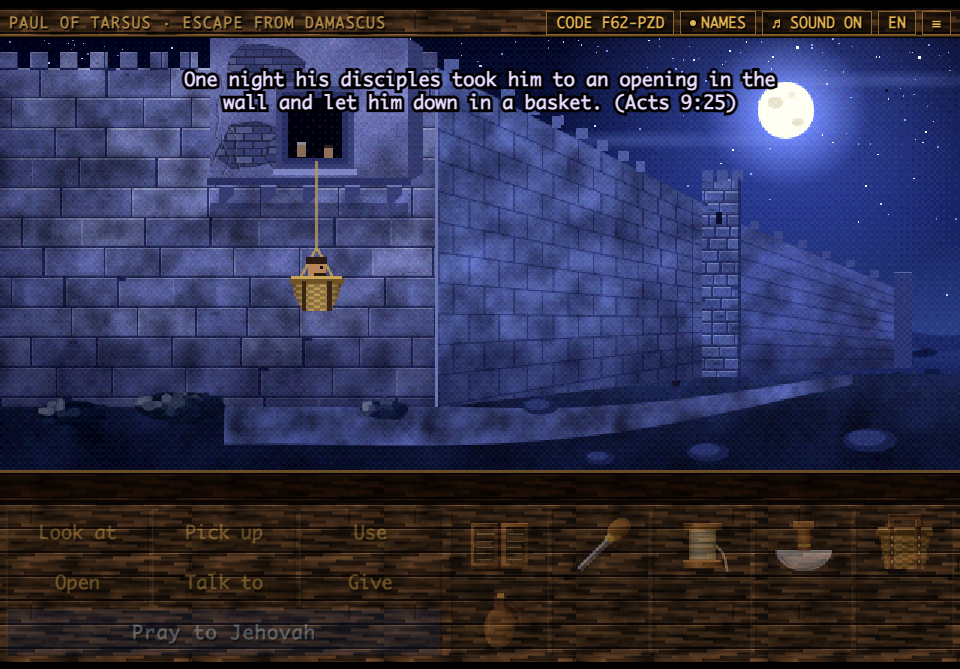 PAUL OF TARSUS · ESCAPE FROM DAMASCUS
CODE F62-PZD
• NAMES
♬ SOUND ON
EN
≡
One night his disciples took him to an opening in the
wall and let him down in a basket. (Acts 9:25)
Look at
Pick up
Use
Open
Talk to
Give
Pray to Jehovah